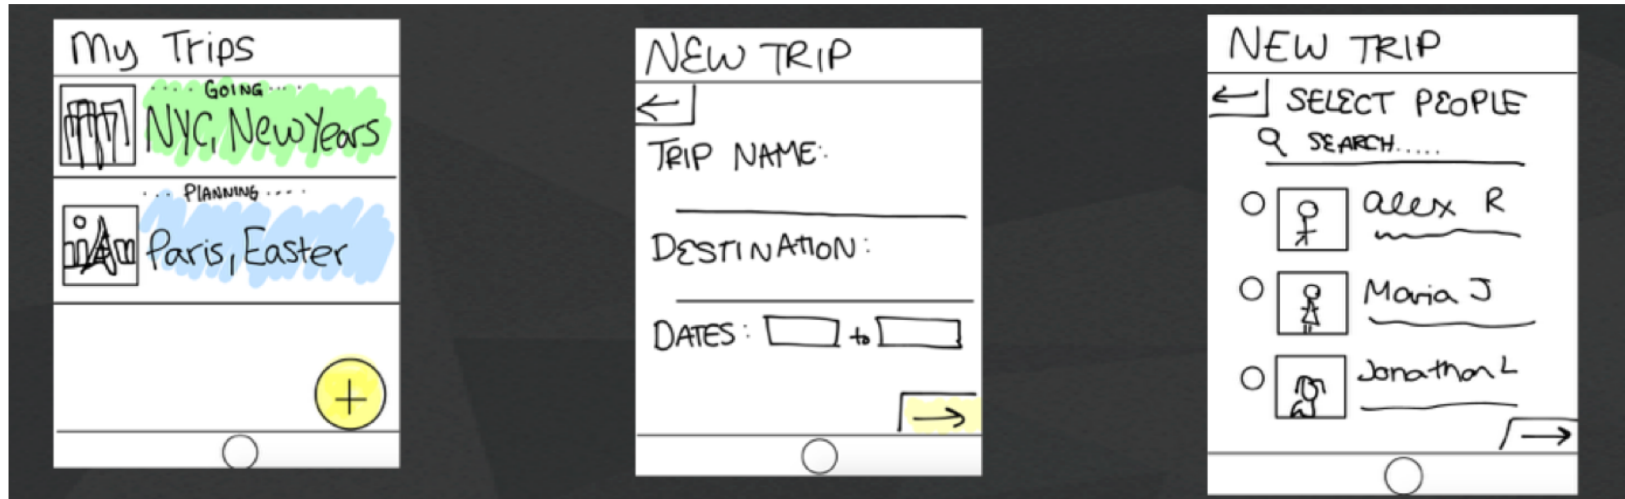 My Trips
.... GOING ....
NYC, New Years
... PLANNING ....
Paris, Easter
+
NEW TRIP
←
TRIP NAME:
DESTINATION:
DATES: to
→
NEW TRIP
← SELECT PEOPLE
SEARCH.....
alex R
Maria J
Jonathan L
→